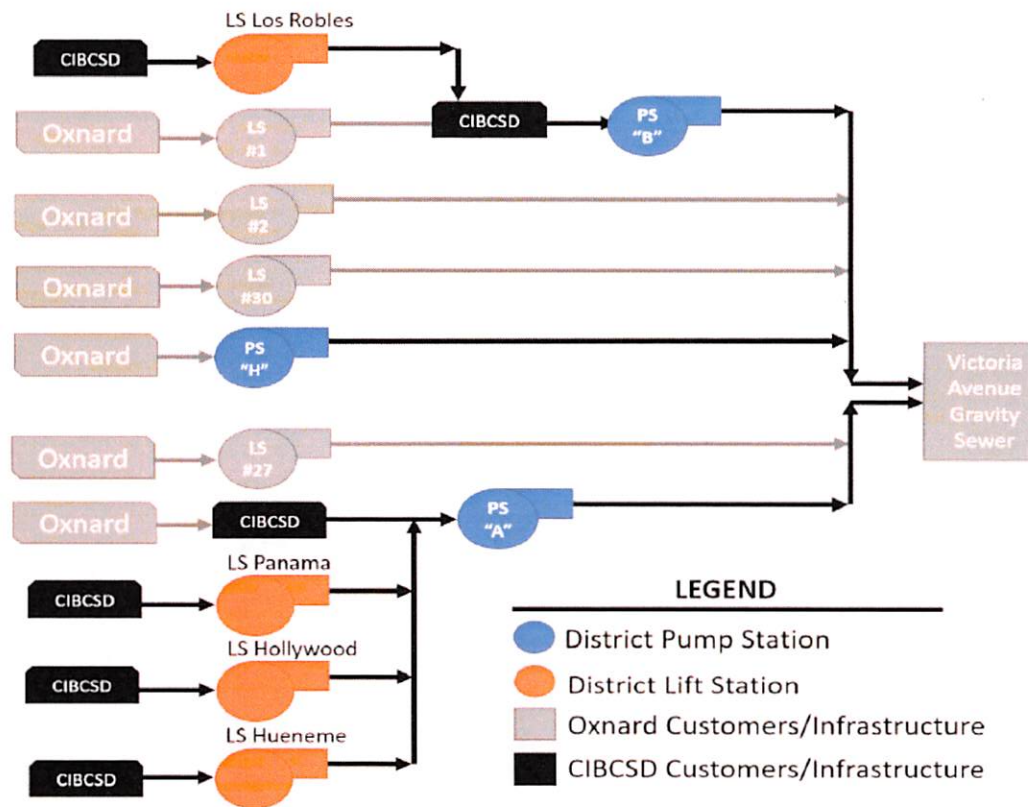 LS Los Robles
CIBCSD
Oxnard
LS
#1
CIBCSD
PS
"B"
Oxnard
LS
#2
Oxnard
LS
#30
Oxnard
PS
"H"
Victoria
Avenue
Gravity
Sewer
Oxnard
LS
#27
Oxnard
CIBCSD
PS
"A"
LS Panama
CIBCSD
LS Hollywood
CIBCSD
LS Hueneme
CIBCSD
LEGEND
District Pump Station
District Lift Station
Oxnard Customers/Infrastructure
CIBCSD Customers/Infrastructure